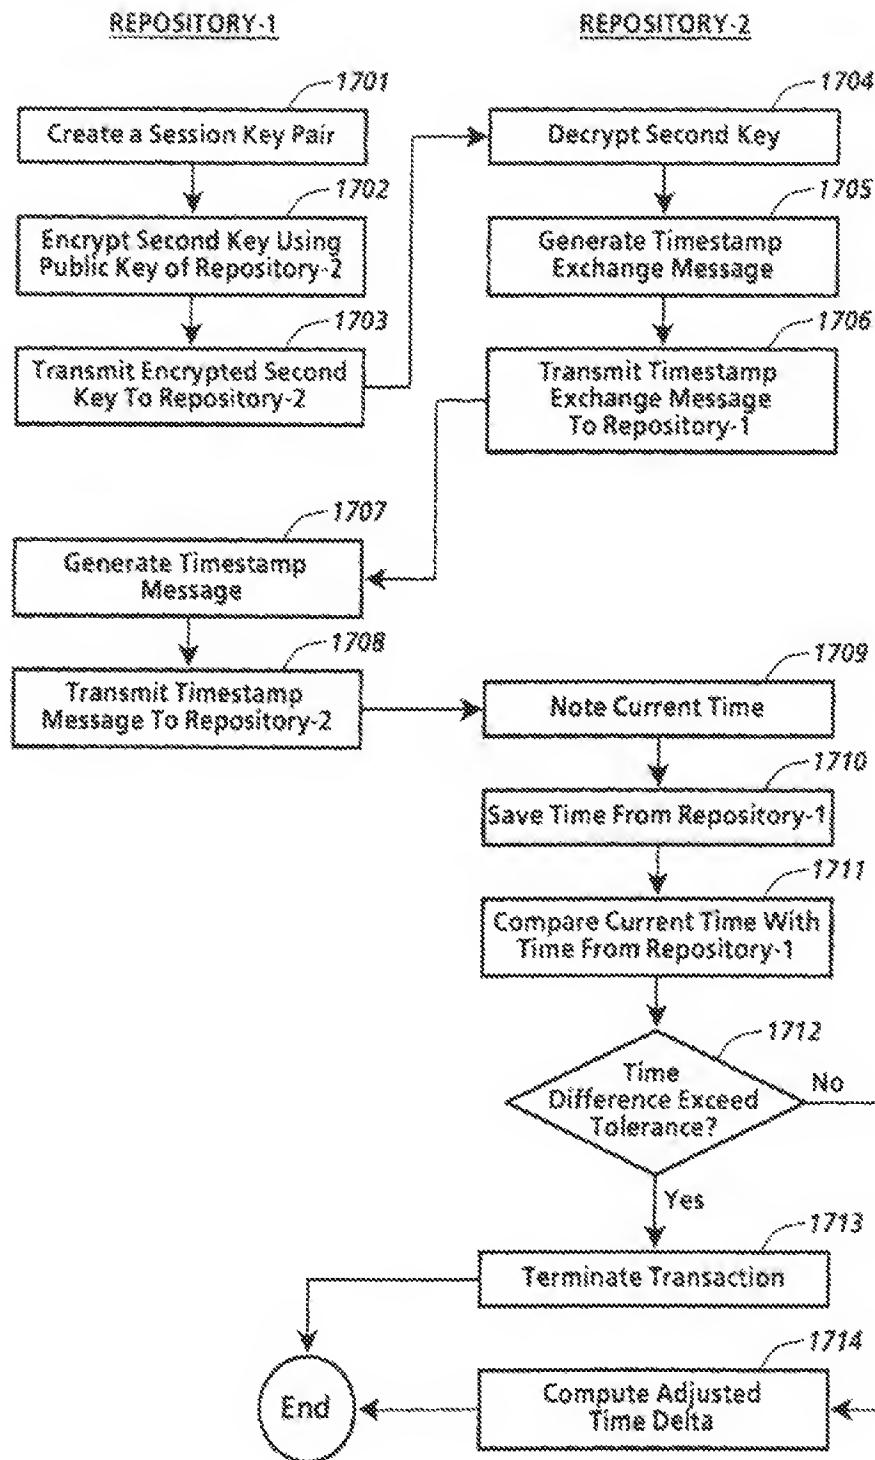 REPOSITORY-1
REPOSITORY-2
1701
Create a Session Key Pair
1702
Encrypt Second Key Using
Public Key of Repository-2
1703
Transmit Encrypted Second
Key To Repository-2
1704
Decrypt Second Key
1705
Generate Timestamp
Exchange Message
1706
Transmit Timestamp
Exchange Message
To Repository-1
1707
Generate Timestamp
Message
1708
Transmit Timestamp
Message To Repository-2
1709
Note Current Time
1710
Save Time From Repository-1
1711
Compare Current Time With
Time From Repository-1
1712
Time
Difference Exceed
Tolerance?
No
Yes
1713
Terminate Transaction
1714
Compute Adjusted
Time Delta
End